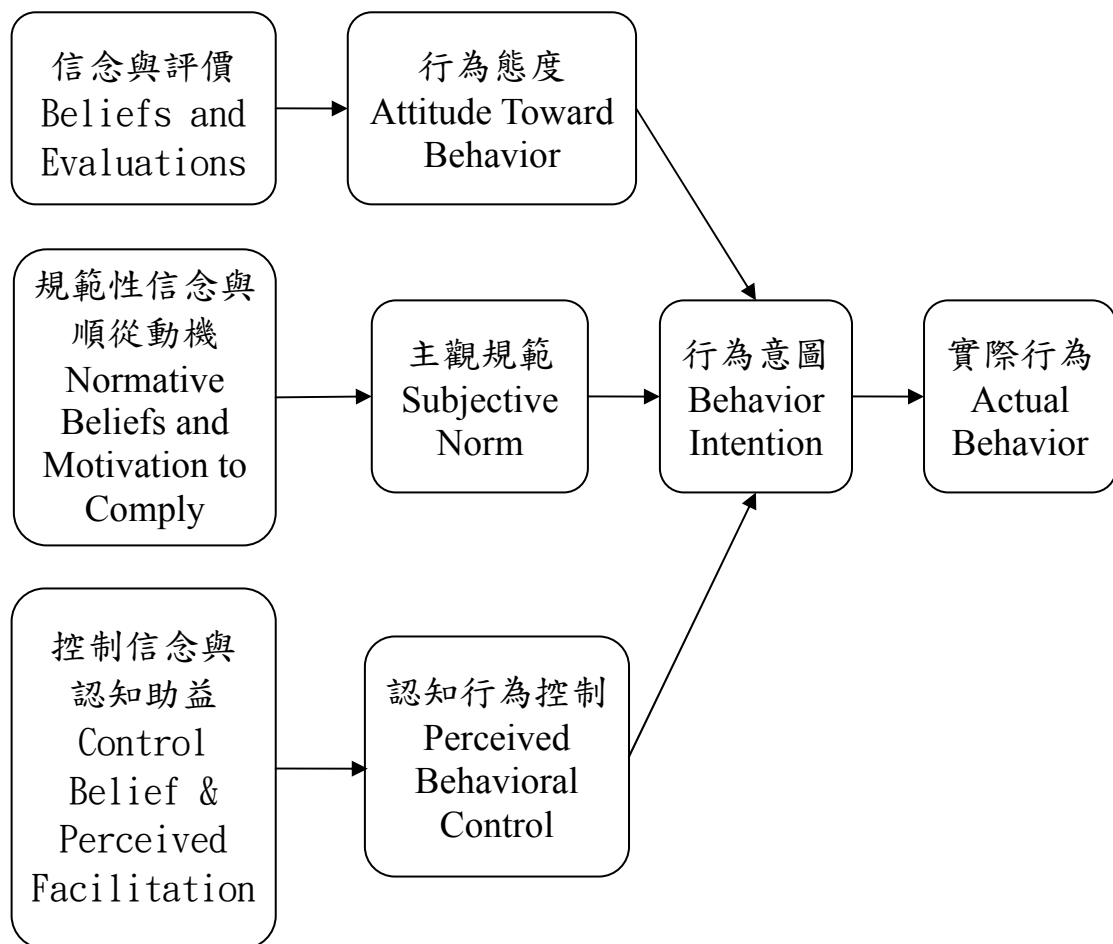 信念與評價
Beliefs and
Evaluations
行為態度
Attitude Toward
Behavior
規範性信念與
順從動機
Normative
Beliefs and
Motivation to
Comply
主觀規範
Subjective
Norm
行為意圖
Behavior
Intention
實際行為
Actual
Behavior
控制信念與
認知助益
Control
Belief &
Perceived
Facilitation
認知行為控制
Perceived
Behavioral
Control